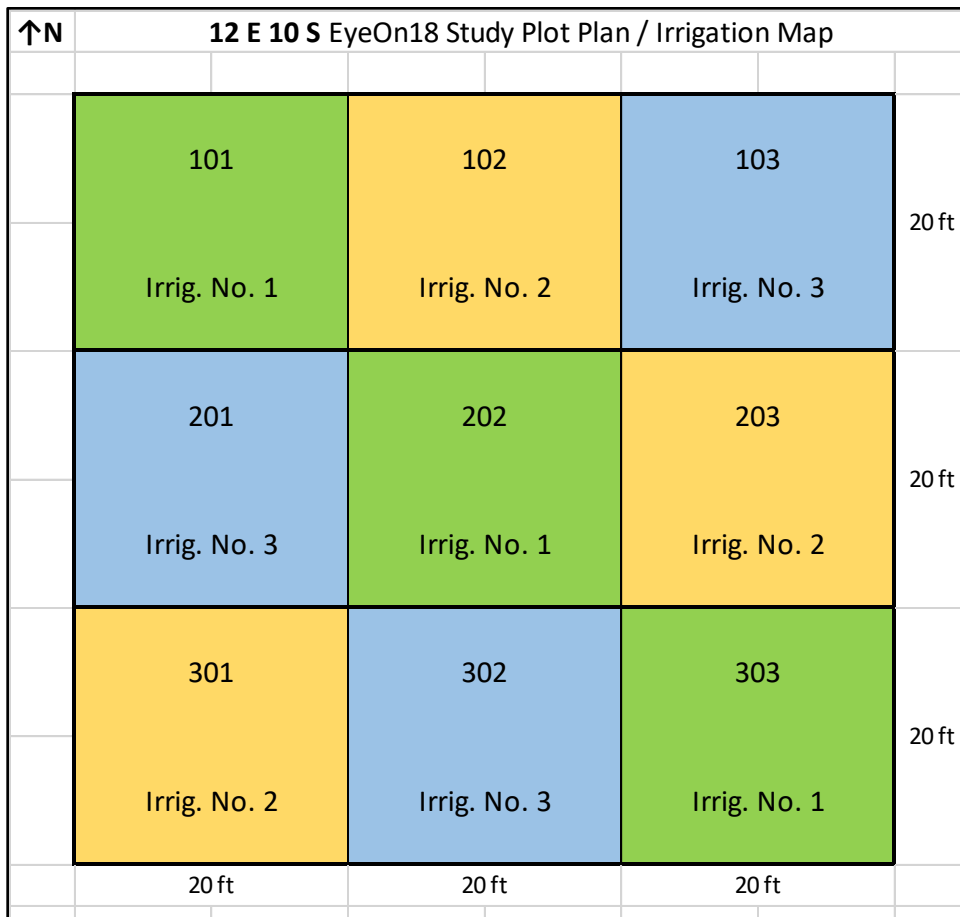 ↑N
12 E 10 S EyeOn18 Study Plot Plan / Irrigation Map
101
102
103
20 ft
Irrig. No. 1
Irrig. No. 2
Irrig. No. 3
201
202
203
20 ft
Irrig. No. 3
Irrig. No. 1
Irrig. No. 2
301
302
303
20 ft
Irrig. No. 2
Irrig. No. 3
Irrig. No. 1
20 ft
20 ft
20 ft